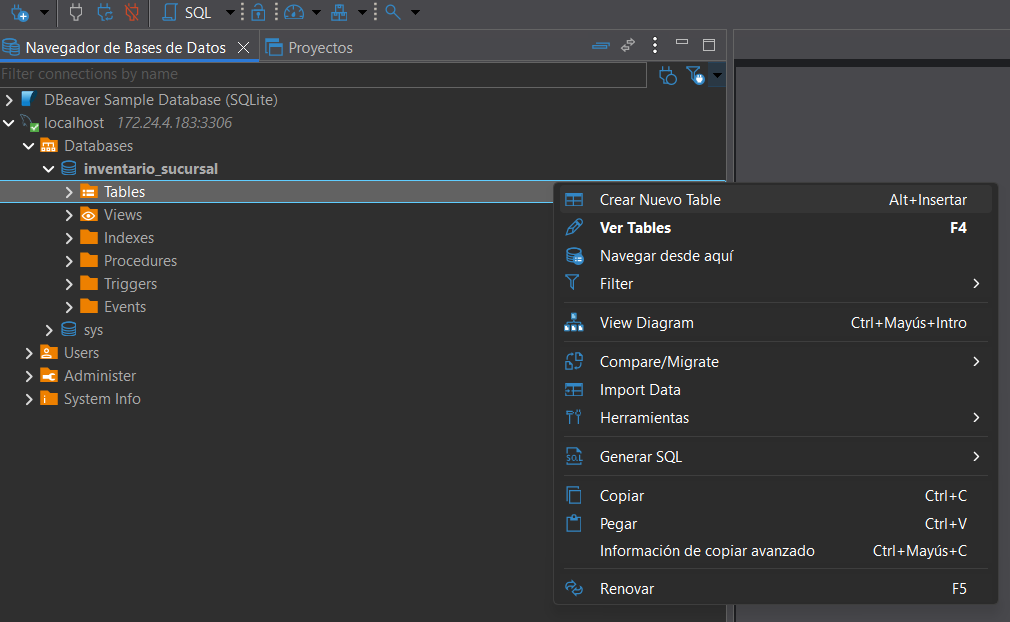 SQL
Navegador de Bases de Datos
Proyectos
Filter connections by name
DBeaver Sample Database (SQLite)
localhost 172.24.4.183:3306
Databases
inventario_sucursal
Tables
Views
Indexes
Procedures
Triggers
Events
sys
Users
Administer
System Info
Crear Nuevo Table Alt+Insertar
Ver Tables F4
Navegar desde aquí
Filter
View Diagram Ctrl+Mayús+Intro
Compare/Migrate
Import Data
Herramientas
Generar SQL
Copiar Ctrl+C
Pegar Ctrl+V
Información de copiar avanzado Ctrl+Mayús+C
Renovar F5